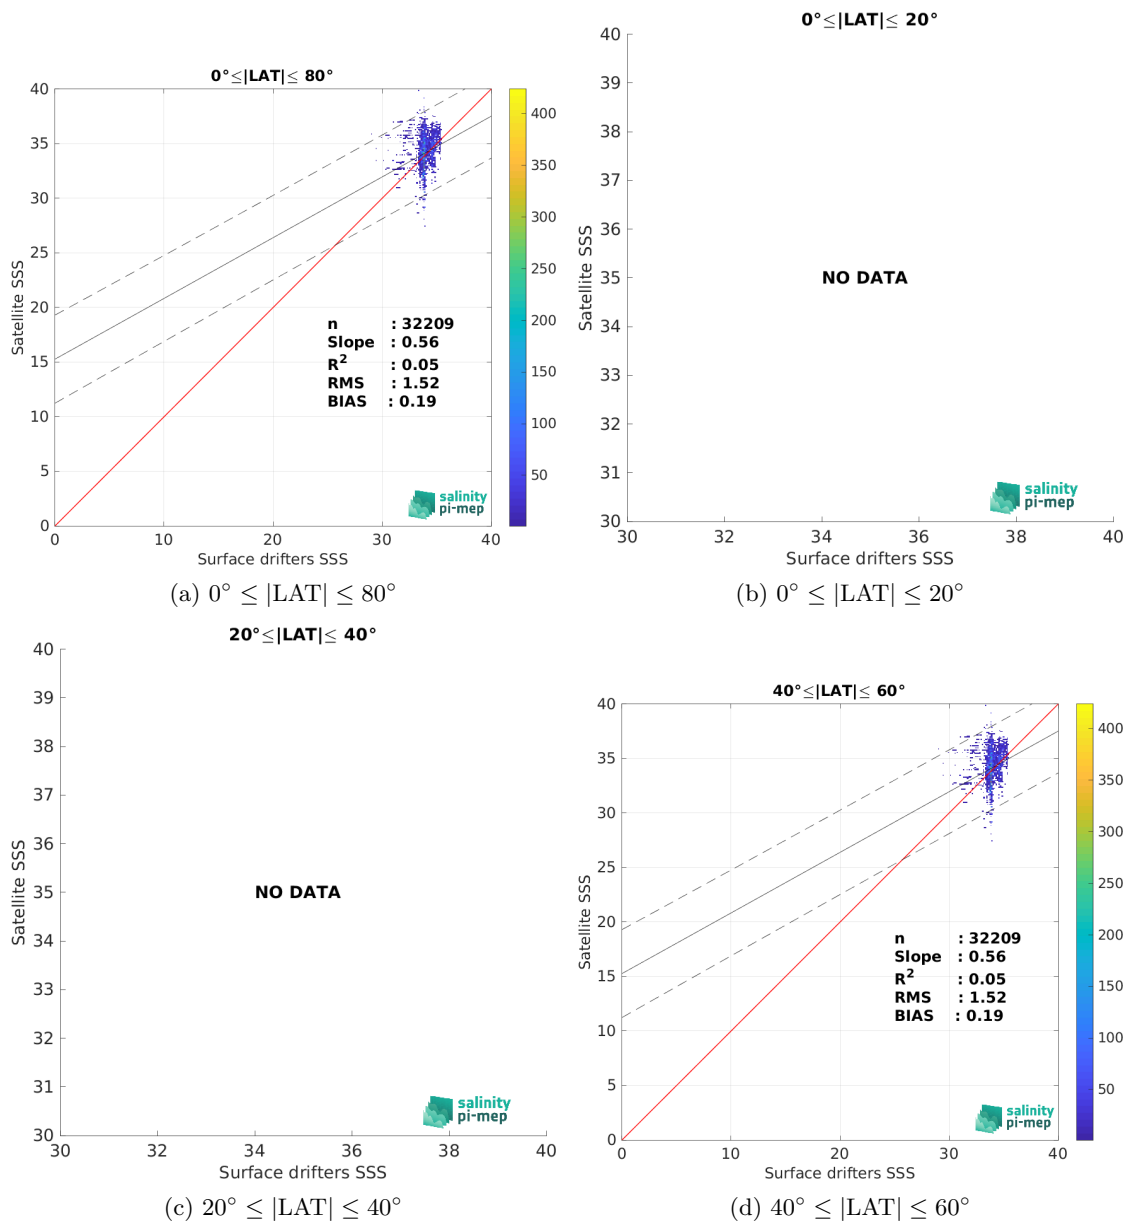 0°≤|LAT|≤ 80°
40
35
30
25
20
15
10
5
0
Satellite SSS
0
10
20
30
40
Surface drifters SSS
400
350
300
250
200
150
100
50
n : 32209
Slope : 0.56
R² : 0.05
RMS : 1.52
BIAS : 0.19
salinity
pi-mep
(a) 0° ≤ |LAT| ≤ 80°
0°≤|LAT|≤ 20°
40
39
38
37
36
35
34
33
32
31
30
Satellite SSS
NO DATA
30
32
34
36
38
40
Surface drifters SSS
salinity
pi-mep
(b) 0° ≤ |LAT| ≤ 20°
20°≤|LAT|≤ 40°
40
39
38
37
36
35
34
33
32
31
30
Satellite SSS
NO DATA
30
32
34
36
38
40
Surface drifters SSS
salinity
pi-mep
(c) 20° ≤ |LAT| ≤ 40°
40°≤|LAT|≤ 60°
40
35
30
25
20
15
10
5
0
Satellite SSS
0
10
20
30
40
Surface drifters SSS
400
350
300
250
200
150
100
50
n : 32209
Slope : 0.56
R² : 0.05
RMS : 1.52
BIAS : 0.19
salinity
pi-mep
(d) 40° ≤ |LAT| ≤ 60°